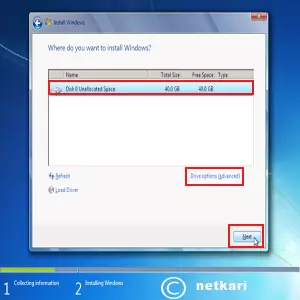 Install Windows
Where do you want to install Windows?
Name Total Size Free Space Type
Disk 0 Unallocated Space 40.0 GB 40.0 GB
Refresh Drive options (advanced)
Load Driver
Next
1 Collecting information 2 Installing Windows © netkari